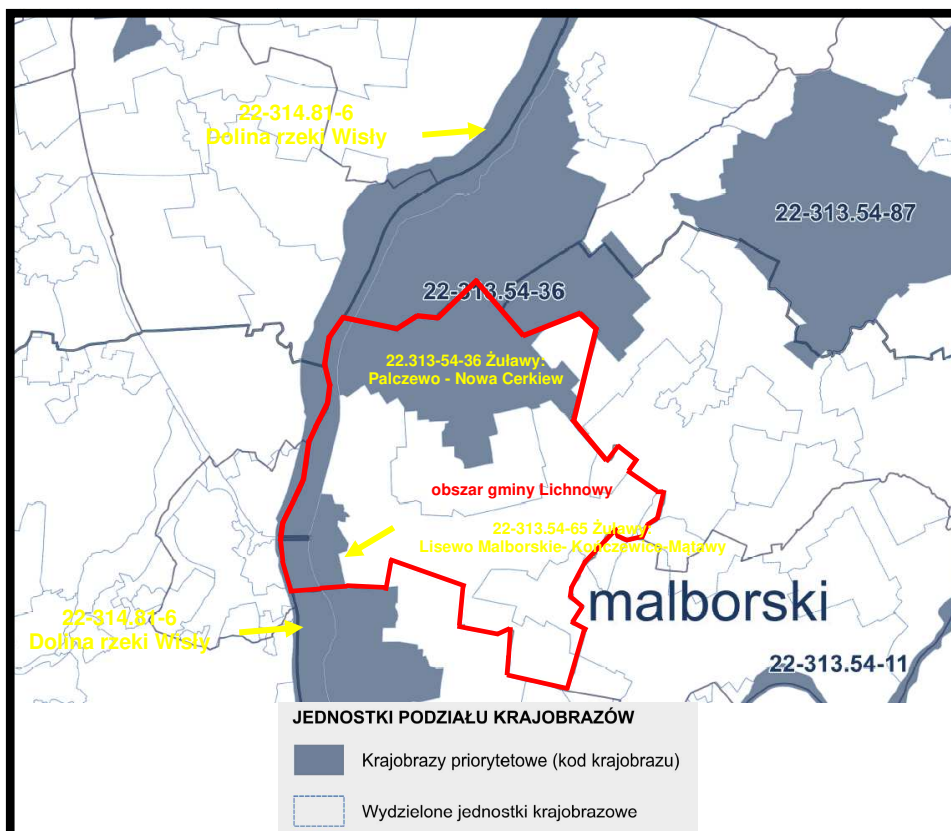 22-314.81-6
Dolina rzeki Wisły
22-313.54-87
22-313.54-36
22.313-54-36 Żuławy:
Palczewo - Nowa Cerkiew
obszar gminy Lichnowy
22-313.54-65 Żuławy:
Lisewo Malborskie- Kończewice-Mątawy
malborski
22-314.81-6
Dolina rzeki Wisły
22-313.54-11
JEDNOSTKI PODZIAŁU KRAJOBRAZÓW
Krajobrazy priorytetowe (kod krajobrazu)
Wydzielone jednostki krajobrazowe